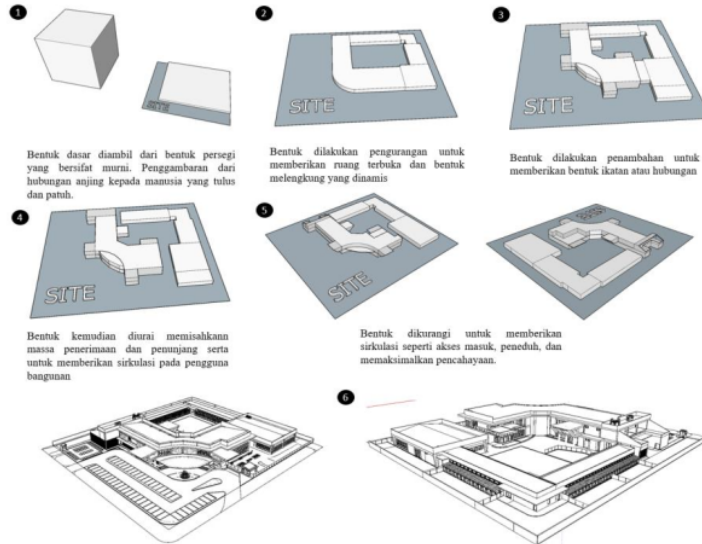 1
SITE
Bentuk dasar diambil dari bentuk persegi
yang bersifat murni. Penggambaran dari
hubungan anjing kepada manusia yang tulus
dan patuh.
2
SITE
Bentuk dilakukan pengurangan untuk
memberikan ruang terbuka dan bentuk
melengkung yang dinamis
3
SITE
Bentuk dilakukan penambahan untuk
memberikan bentuk ikatan atau hubungan
4
SITE
Bentuk kemudian diurai memisahkann
massa penerimaan dan penunjang serta
untuk memberikan sirkulasi pada pengguna
bangunan
5
SITE
SITE
Bentuk dikurangi untuk memberikan
sirkulasi seperti akses masuk, peneduh, dan
memaksimalkan pencahayaan.
6